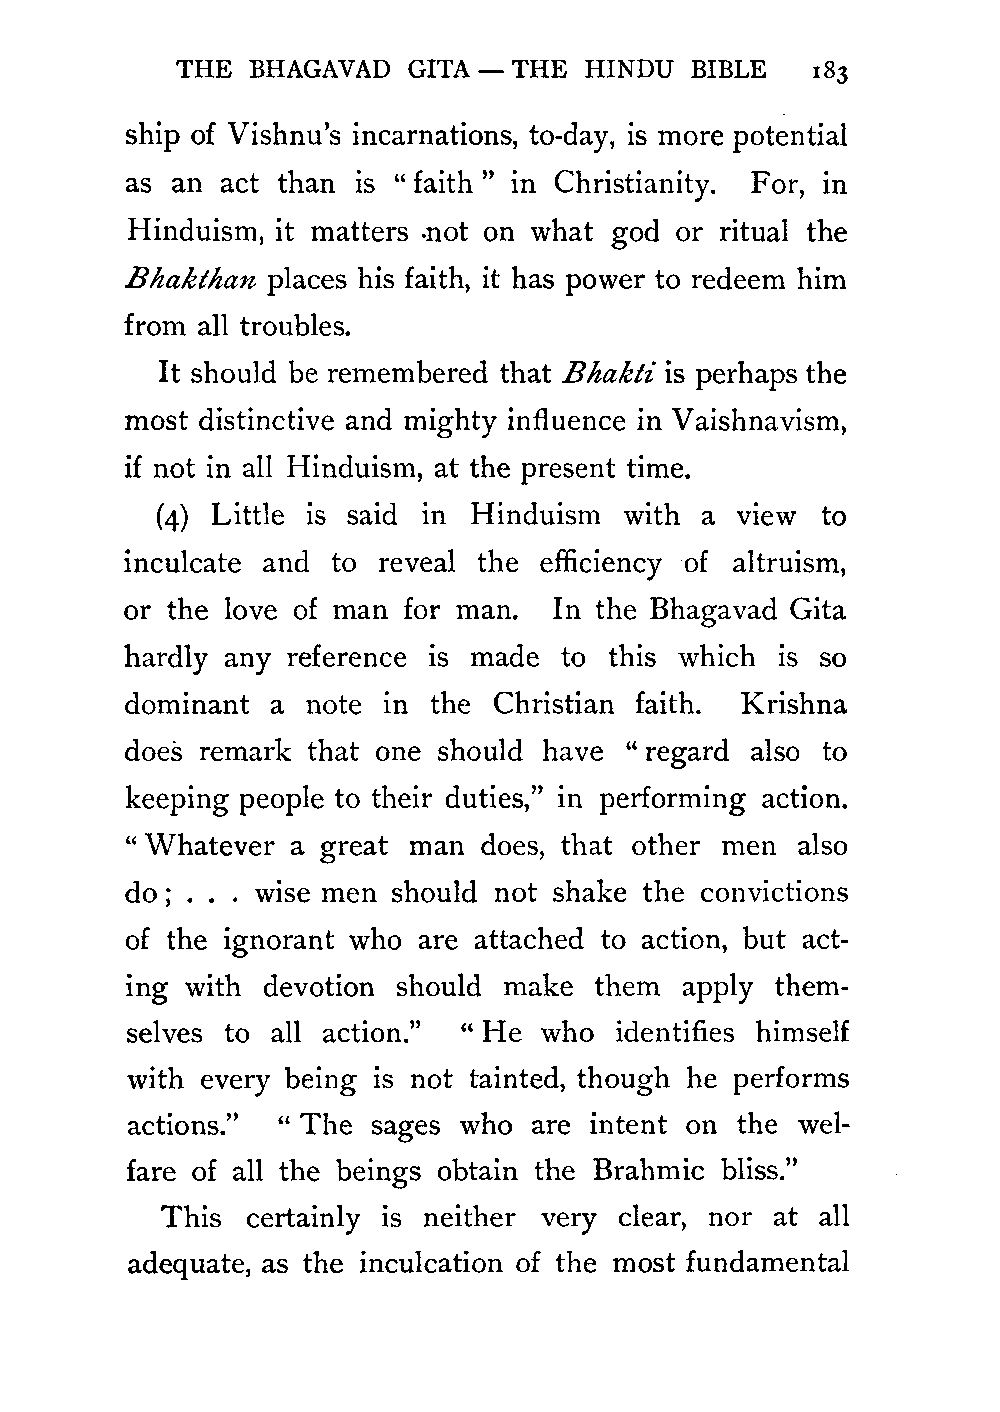 THE BHAGAVAD GITA — THE HINDU BIBLE 183
ship of Vishnu's incarnations, to-day, is more potential
as an act than is “ faith ” in Christianity. For, in
Hinduism, it matters not on what god or ritual the
Bhakthan places his faith, it has power to redeem him
from all troubles.
It should be remembered that Bhakti is perhaps the
most distinctive and mighty influence in Vaishnavism,
if not in all Hinduism, at the present time.
(4) Little is said in Hinduism with a view to
inculcate and to reveal the efficiency of altruism,
or the love of man for man. In the Bhagavad Gita
hardly any reference is made to this which is so
dominant a note in the Christian faith. Krishna
does remark that one should have “ regard also to
keeping people to their duties,” in performing action.
“ Whatever a great man does, that other men also
do ; . . . wise men should not shake the convictions
of the ignorant who are attached to action, but act-
ing with devotion should make them apply them-
selves to all action.” “ He who identifies himself
with every being is not tainted, though he performs
actions.” “ The sages who are intent on the wel-
fare of all the beings obtain the Brahmic bliss.”
This certainly is neither very clear, nor at all
adequate, as the inculcation of the most fundamental